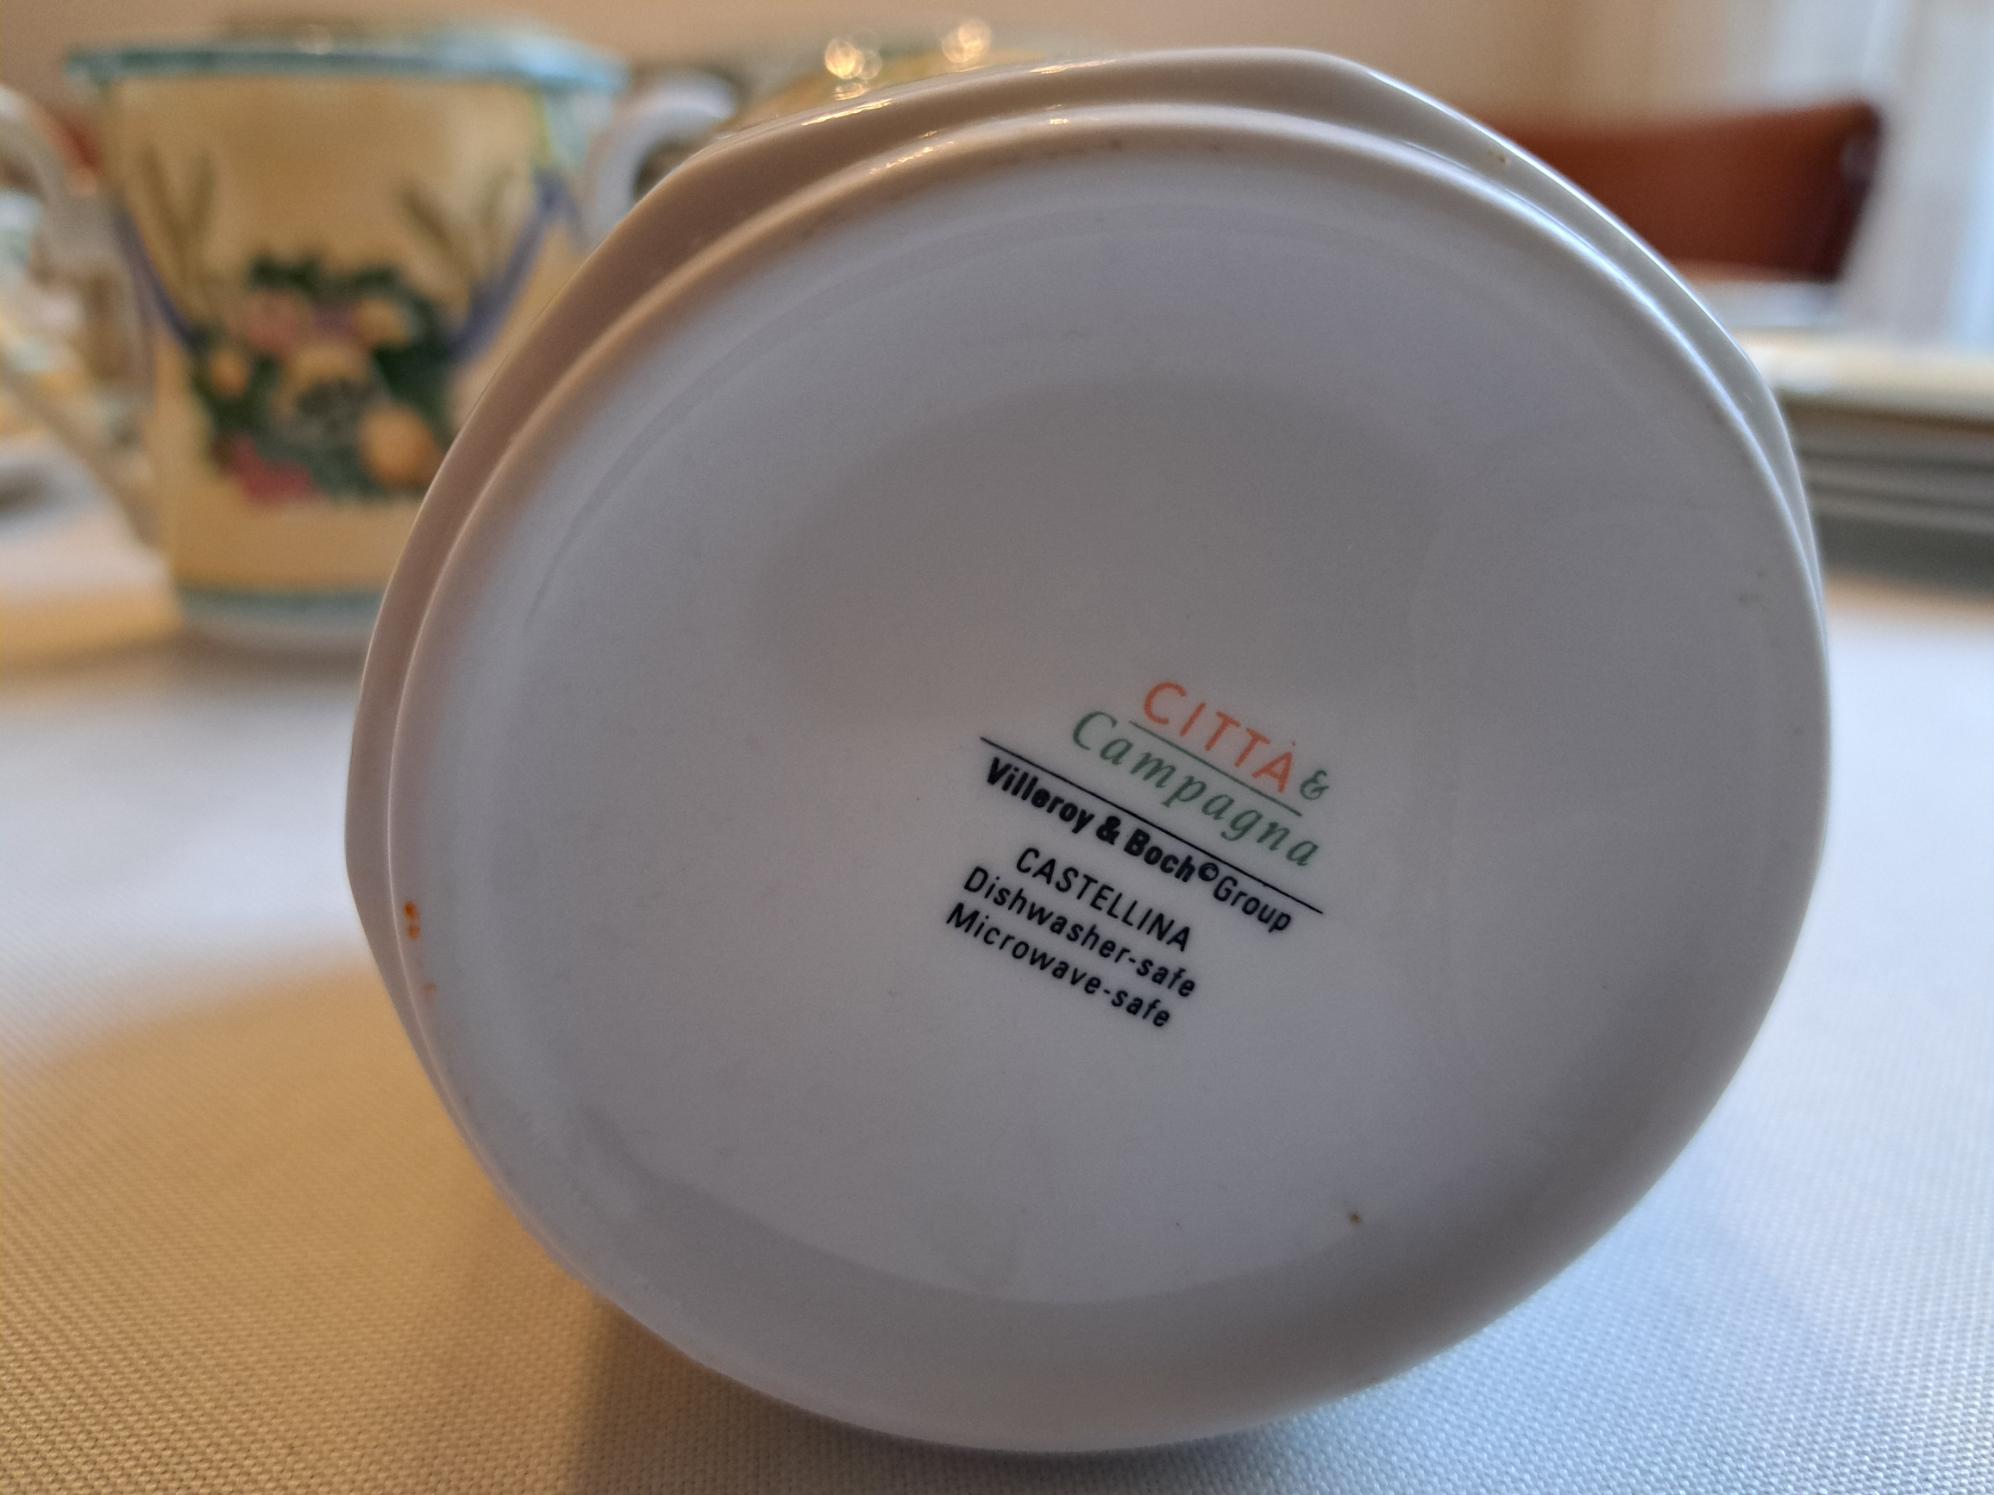 CITTÀ &
Campagna
Villeroy & Boch © Group
CASTELLINA
Dishwasher-safe
Microwave-safe